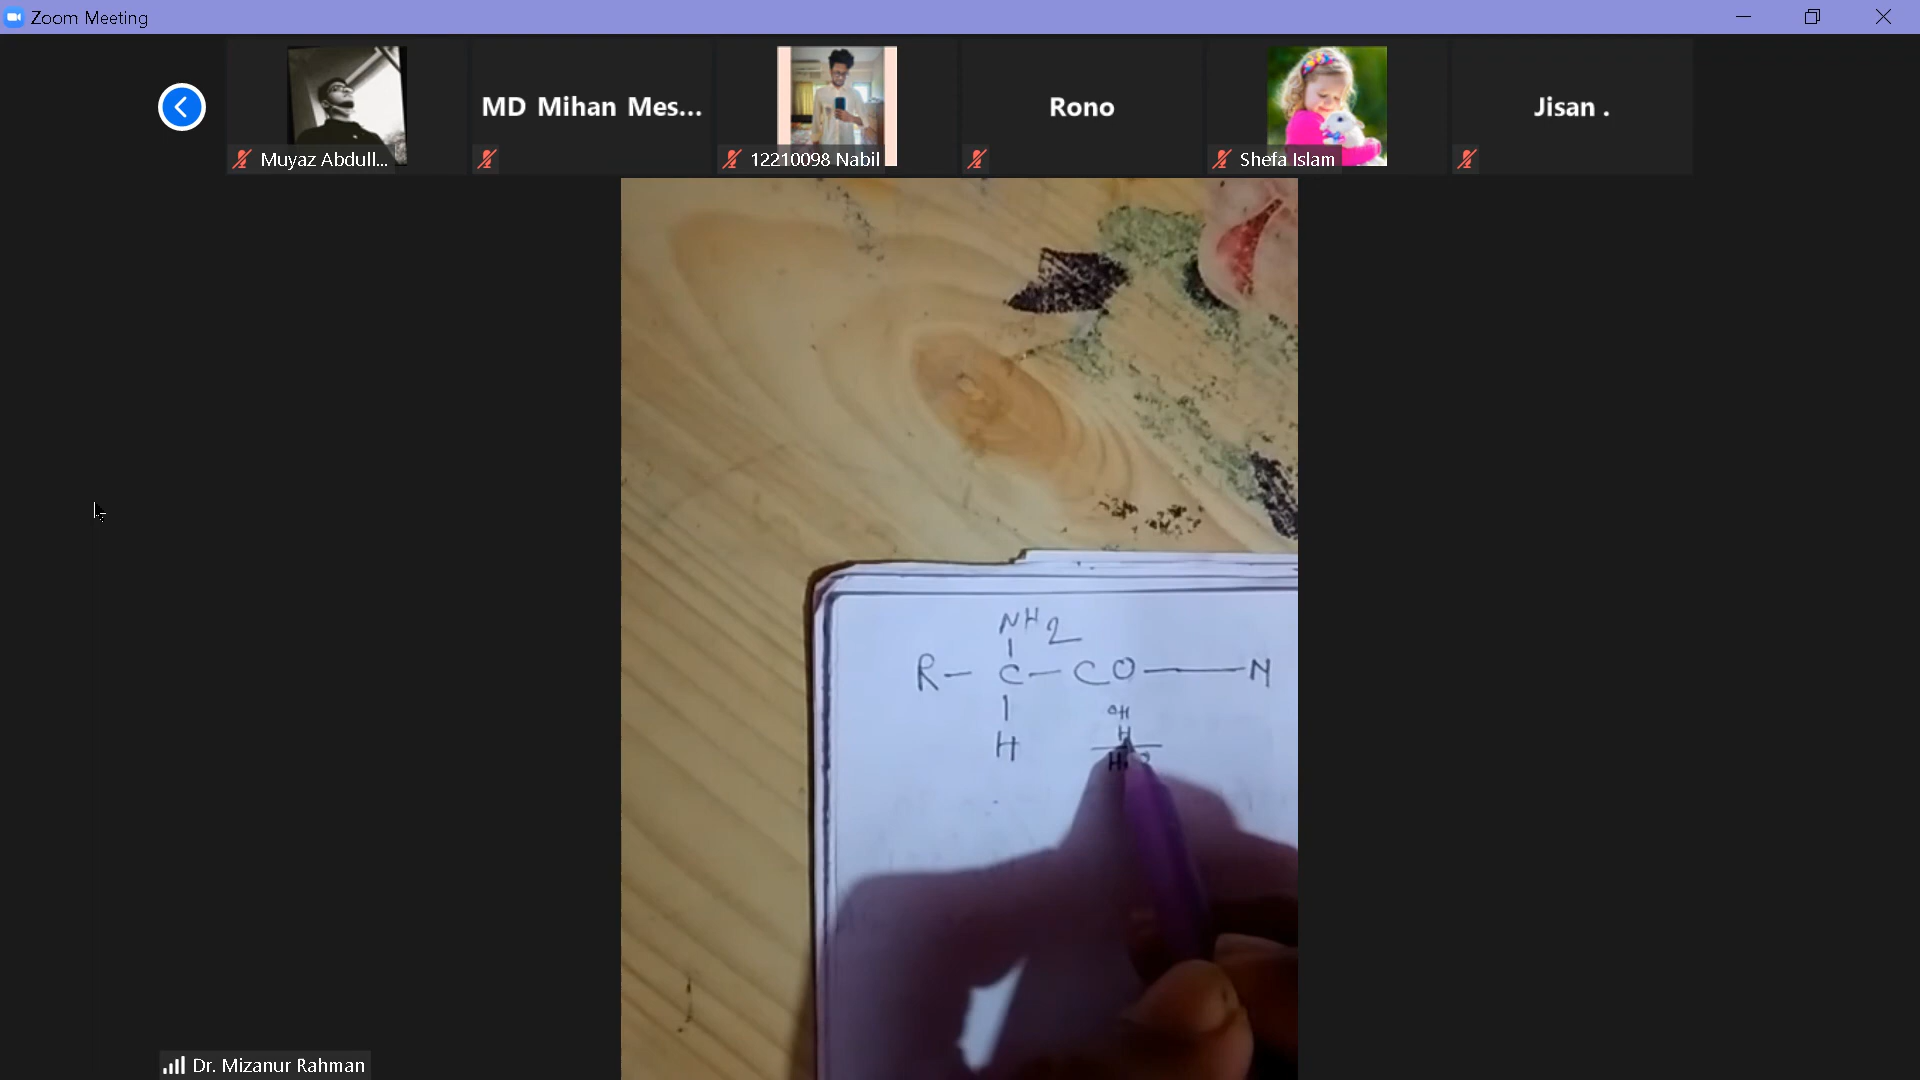 Zoom Meeting
MD Mihan Mes...
Rono
Jisan .
Muyaz Abdull...
12210098 Nabil
Shefa Islam
NH2
R- C - CO - N
H
OH
H
Dr. Mizanur Rahman